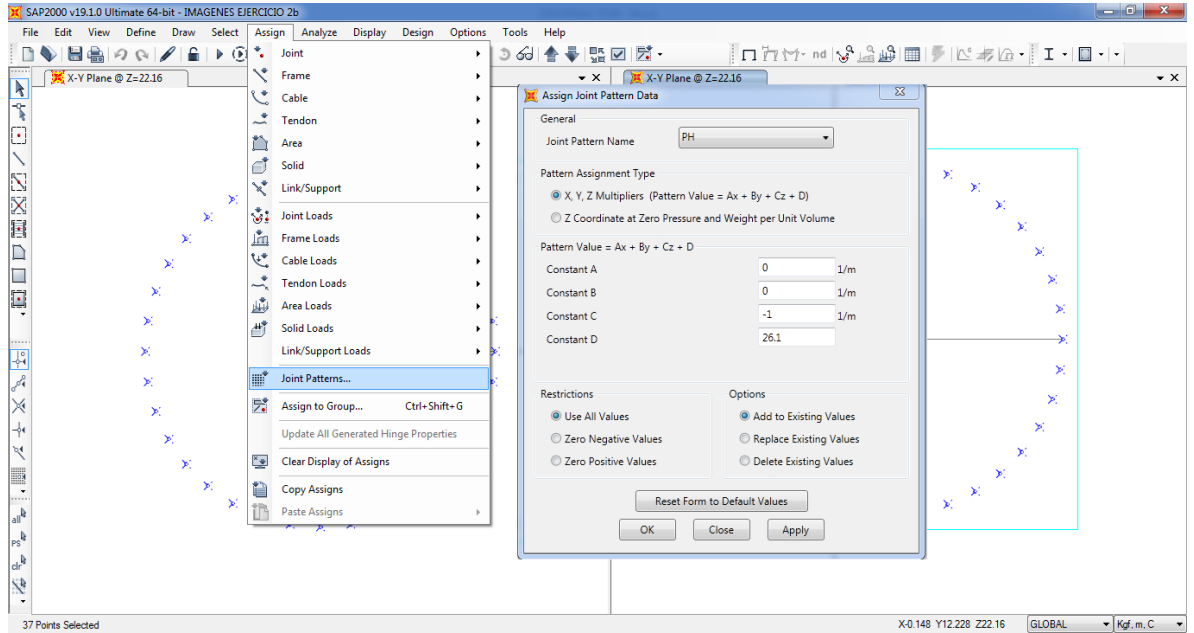 SAP2000 v19.1.0 Ultimate 64-bit - IMAGENES EJERCICIO 2b
File Edit View Define Draw Select Assign Analyze Display Design Options Tools Help
nd
X-Y Plane @ Z=22.16
X-Y Plane @ Z=22.16
Joint
Frame
Cable
Tendon
Area
Solid
Link/Support
Joint Loads
Frame Loads
Cable Loads
Tendon Loads
Area Loads
Solid Loads
Link/Support Loads
Joint Patterns...
Assign to Group... Ctrl+Shift+G
Update All Generated Hinge Properties
Clear Display of Assigns
Copy Assigns
Paste Assigns
Assign Joint Pattern Data
General
Joint Pattern Name PH
Pattern Assignment Type
X, Y, Z Multipliers (Pattern Value = Ax + By + Cz + D)
Z Coordinate at Zero Pressure and Weight per Unit Volume
Pattern Value = Ax + By + Cz + D
Constant A 0 1/m
Constant B 0 1/m
Constant C -1 1/m
Constant D 26.1
Restrictions
Use All Values
Zero Negative Values
Zero Positive Values
Options
Add to Existing Values
Replace Existing Values
Delete Existing Values
Reset Form to Default Values
OK Close Apply
all
PS
clr
37 Points Selected
X-0.148 Y12.228 Z22.16
GLOBAL
Kgf, m, C